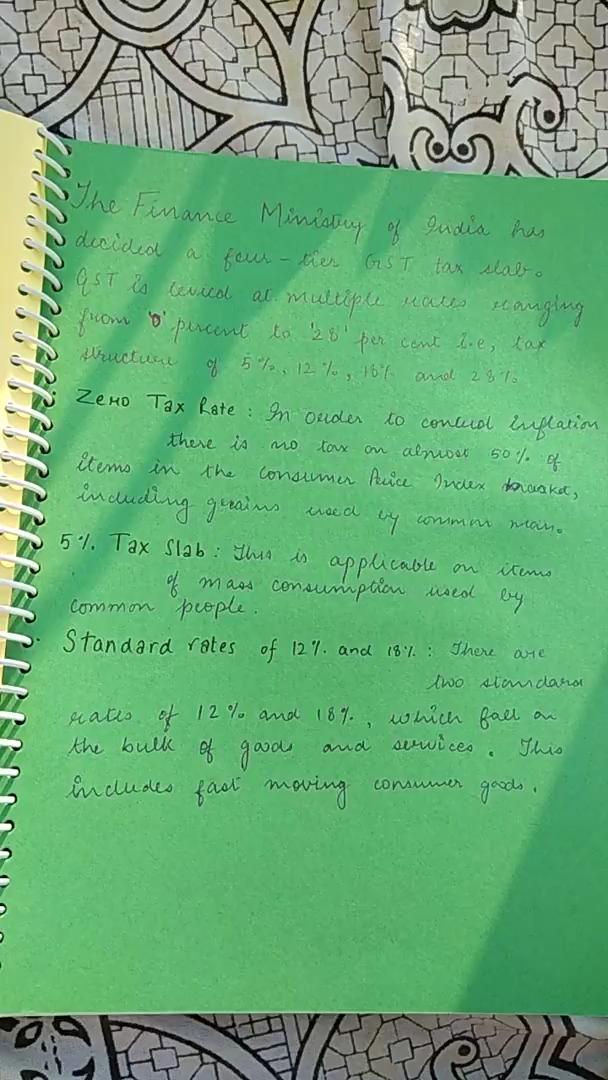 The Finance Ministry of India has
decided a four-tier GST tax slab.
GST is levied at multiple rates ranging
from '0' percent to '28' per cent i.e, tax
structure of 5%, 12%, 18% and 28%
Zero Tax Rate : In order to control inflation
there is no tax on almost 50% of
items in the consumer Price Index
including grains used by common man.
5% Tax Slab : This is applicable on items
of mass consumption used by
common people.
Standard rates of 12% and 18% : There are
two standard
rates of 12% and 18%, which fall on
the bulk of goods and services. This
includes fast moving consumer goods.